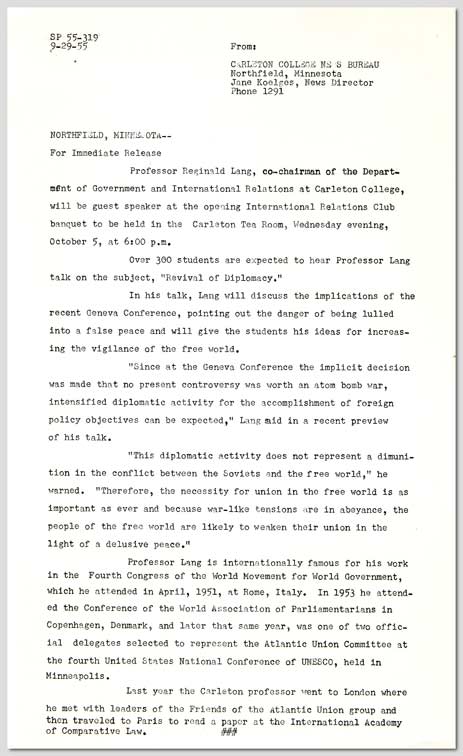 SP 55-319
9-29-55
From:
CARLETON COLLEGE NEWS BUREAU
Northfield, Minnesota
Jane Koelges, News Director
Phone 1291
NORTHFIELD, MINNESOTA--
For Immediate Release
Professor Reginald Lang, co-chairman of the Depart-
ment of Government and International Relations at Carleton College,
will be guest speaker at the opening International Relations Club
banquet to be held in the Carleton Tea Room, Wednesday evening,
October 5, at 6:00 p.m.
Over 300 students are expected to hear Professor Lang
talk on the subject, "Revival of Diplomacy."
In his talk, Lang will discuss the implications of the
recent Geneva Conference, pointing out the danger of being lulled
into a false peace and will give the students his ideas for increas-
ing the vigilance of the free world.
"Since at the Geneva Conference the implicit decision
was made that no present controversy was worth an atom bomb war,
intensified diplomatic activity for the accomplishment of foreign
policy objectives can be expected," Lang said in a recent preview
of his talk.
"This diplomatic activity does not represent a dimuni-
tion in the conflict between the Soviets and the free world," he
warned. "Therefore, the necessity for union in the free world is as
important as ever and because war-like tensions are in abeyance, the
people of the free world are likely to weaken their union in the
light of a delusive peace."
Professor Lang is internationally famous for his work
in the Fourth Congress of the World Movement for World Government,
which he attended in April, 1951, at Rome, Italy. In 1953 he attend-
ed the Conference of the World Association of Parliamentarians in
Copenhagen, Denmark, and later that same year, was one of two offic-
ial delegates selected to represent the Atlantic Union Committee at
the fourth United States National Conference of UNESCO, held in
Minneapolis.
Last year the Carleton professor went to London where
he met with leaders of the Friends of the Atlantic Union group and
then traveled to Paris to read a paper at the International Academy
of Comparative Law. ###